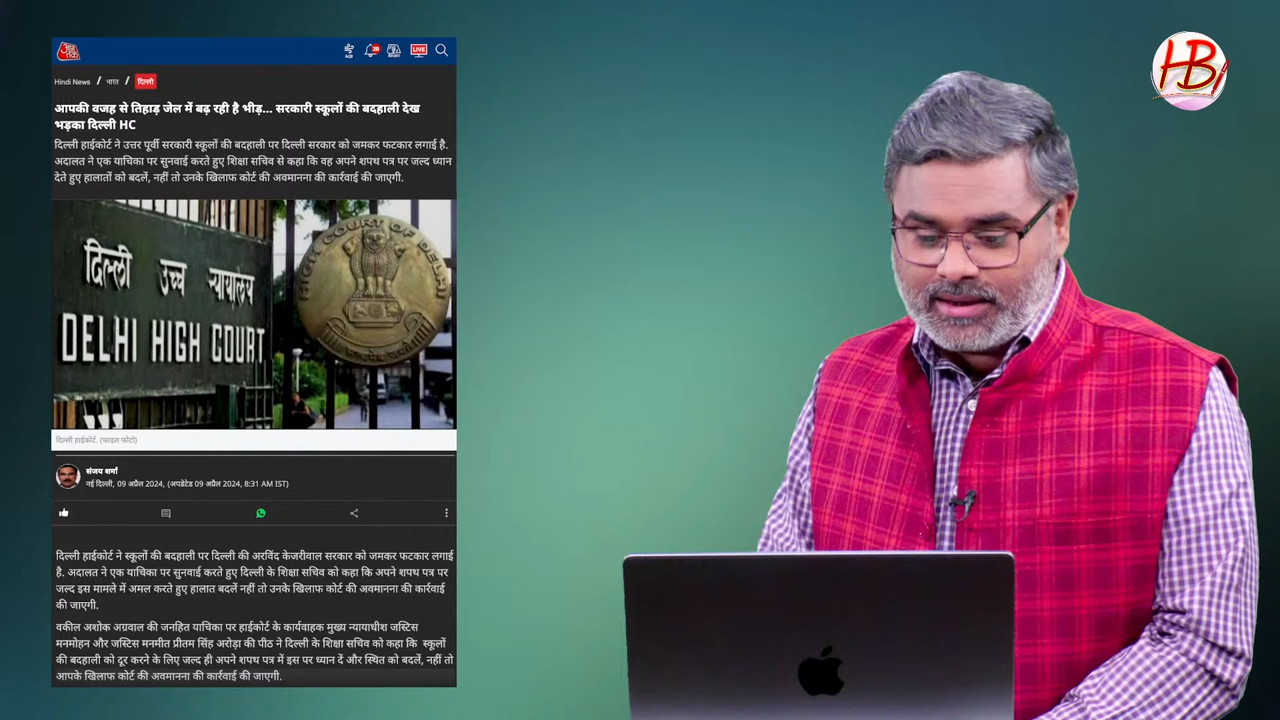 आज तक
AQI
20
LIVE
Hindi News / भारत / दिल्ली
आपकी वजह से तिहाड़ जेल में बढ़ रही है भीड़... सरकारी स्कूलों की बदहाली देख
भड़का दिल्ली HC
दिल्ली हाईकोर्ट ने उत्तर पूर्वी सरकारी स्कूलों की बदहाली पर दिल्ली सरकार को जमकर फटकार लगाई है.
अदालत ने एक याचिका पर सुनवाई करते हुए शिक्षा सचिव से कहा कि वह अपने शपथ पत्र पर जल्द ध्यान
देते हुए हालातों को बदलें, नहीं तो उनके खिलाफ कोर्ट की अवमानना की कार्रवाई की जाएगी.
दिल्ली उच्च न्यायालय
DELHI HIGH COURT
HIGH COURT OF DELHI
दिल्ली हाईकोर्ट. (फाइल फोटो)
संजय शर्मा
नई दिल्ली, 09 अप्रैल 2024, (अपडेटेड 09 अप्रैल 2024, 8:31 AM IST)
दिल्ली हाईकोर्ट ने स्कूलों की बदहाली पर दिल्ली की अरविंद केजरीवाल सरकार को जमकर फटकार लगाई
है. अदालत ने एक याचिका पर सुनवाई करते हुए दिल्ली के शिक्षा सचिव को कहा कि अपने शपथ पत्र पर
जल्द इस मामले में अमल करते हुए हालात बदलें नहीं तो उनके खिलाफ कोर्ट की अवमानना की कार्रवाई
की जाएगी.
वकील अशोक अग्रवाल की जनहित याचिका पर हाईकोर्ट के कार्यवाहक मुख्य न्यायाधीश जस्टिस
मनमोहन और जस्टिस मनमीत प्रीतम सिंह अरोड़ा की पीठ ने दिल्ली के शिक्षा सचिव को कहा कि स्कूलों
की बदहाली को दूर करने के लिए जल्द ही अपने शपथ पत्र में इस पर ध्यान दें और स्थित को बदलें, नहीं तो
आपके खिलाफ कोर्ट की अवमानना की कार्रवाई की जाएगी.
HBI